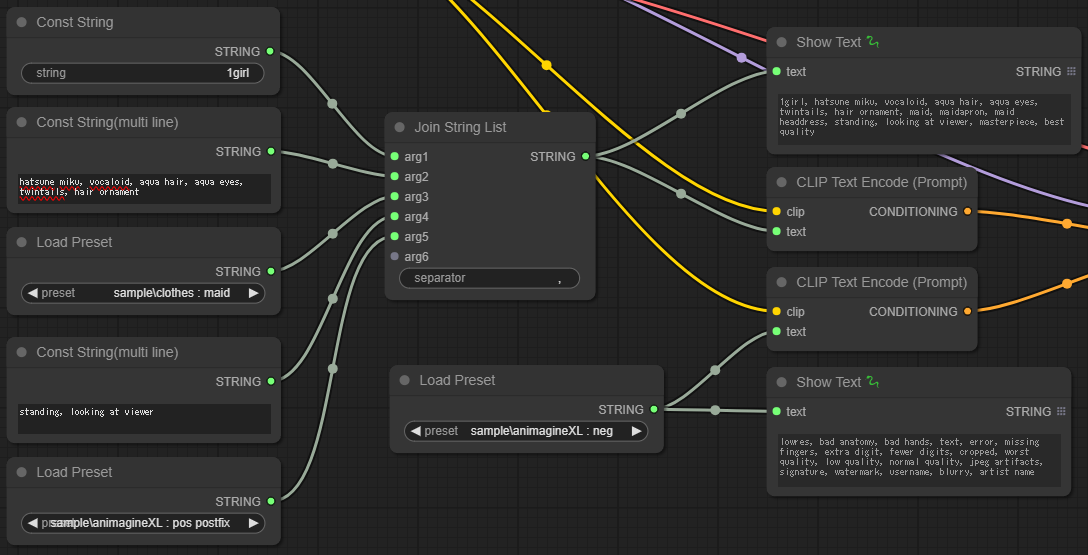 Const String
STRING
string 1girl
Const String(multi line)
STRING
hatsune miku, vocaloid, aqua hair, aqua eyes,
twintails, hair ornament
Load Preset
STRING
preset sample\clothes : maid
Const String(multi line)
STRING
standing, looking at viewer
Load Preset
STRING
sample\animagineXL : pos postfix
Join String List
arg1 STRING
arg2
arg3
arg4
arg5
arg6
separator ,
Load Preset
STRING
preset sample\animagineXL : neg
Show Text
text STRING
1girl, hatsune miku, vocaloid, aqua hair, aqua eyes,
twintails, hair ornament, maid, maidapron, maid
headdress, standing, looking at viewer, masterpiece, best
quality
CLIP Text Encode (Prompt)
clip CONDITIONING
text
CLIP Text Encode (Prompt)
clip CONDITIONING
text
Show Text
text STRING
lowres, bad anatomy, bad hands, text, error, missing
fingers, extra digit, fewer digits, cropped, worst
quality, low quality, normal quality, jpeg artifacts,
signature, watermark, username, blurry, artist name